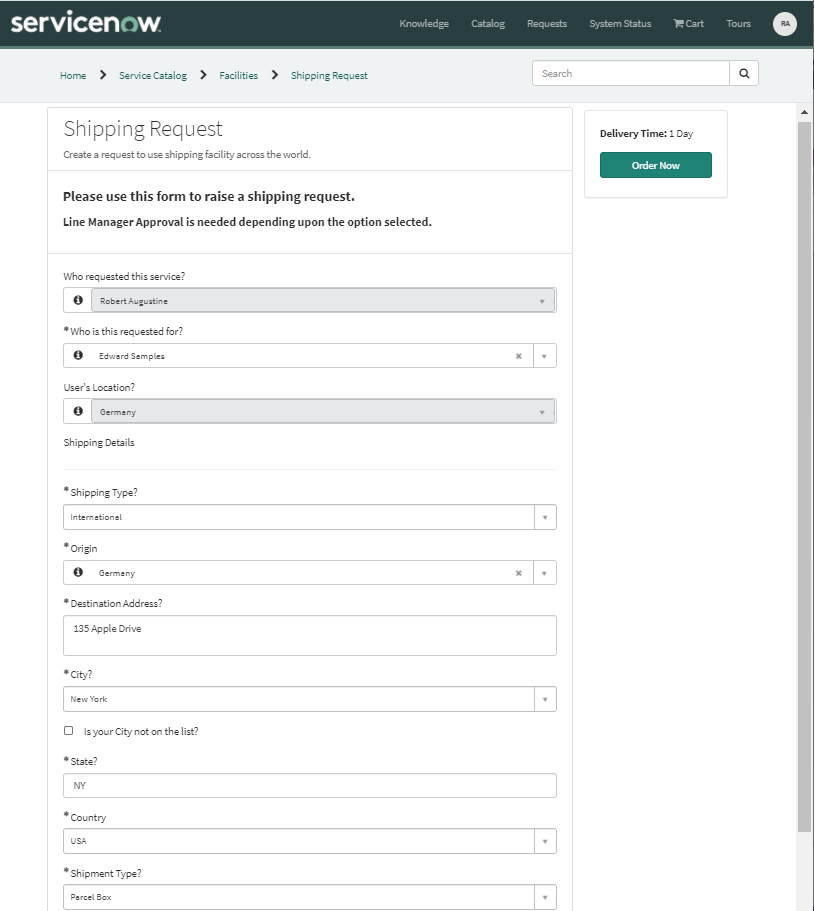 servicenow
Knowledge Catalog Requests System Status Cart Tours RA
Home Service Catalog Facilities Shipping Request Search
Shipping Request
Create a request to use shipping facility across the world.
Delivery Time: 1 Day
Order Now
Please use this form to raise a shipping request.
Line Manager Approval is needed depending upon the option selected.
Who requested this service?
Robert Augustine
* Who is this requested for?
Edward Samples
User's Location?
Germany
Shipping Details
* Shipping Type?
International
* Origin
Germany
* Destination Address?
135 Apple Drive
* City?
New York
Is your City not on the list?
* State?
NY
* Country
USA
* Shipment Type?
Parcel Box